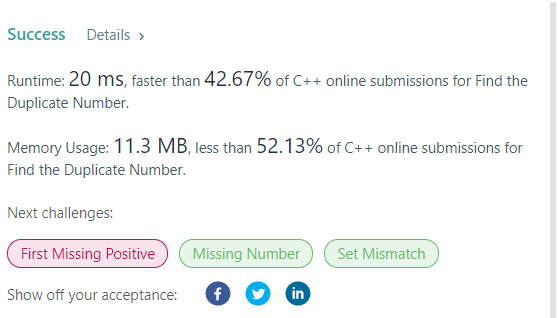 Success Details >
Runtime: 20 ms, faster than 42.67% of C++ online submissions for Find the
Duplicate Number.
Memory Usage: 11.3 MB, less than 52.13% of C++ online submissions for
Find the Duplicate Number.
Next challenges:
First Missing Positive Missing Number Set Mismatch
Show off your acceptance: f in